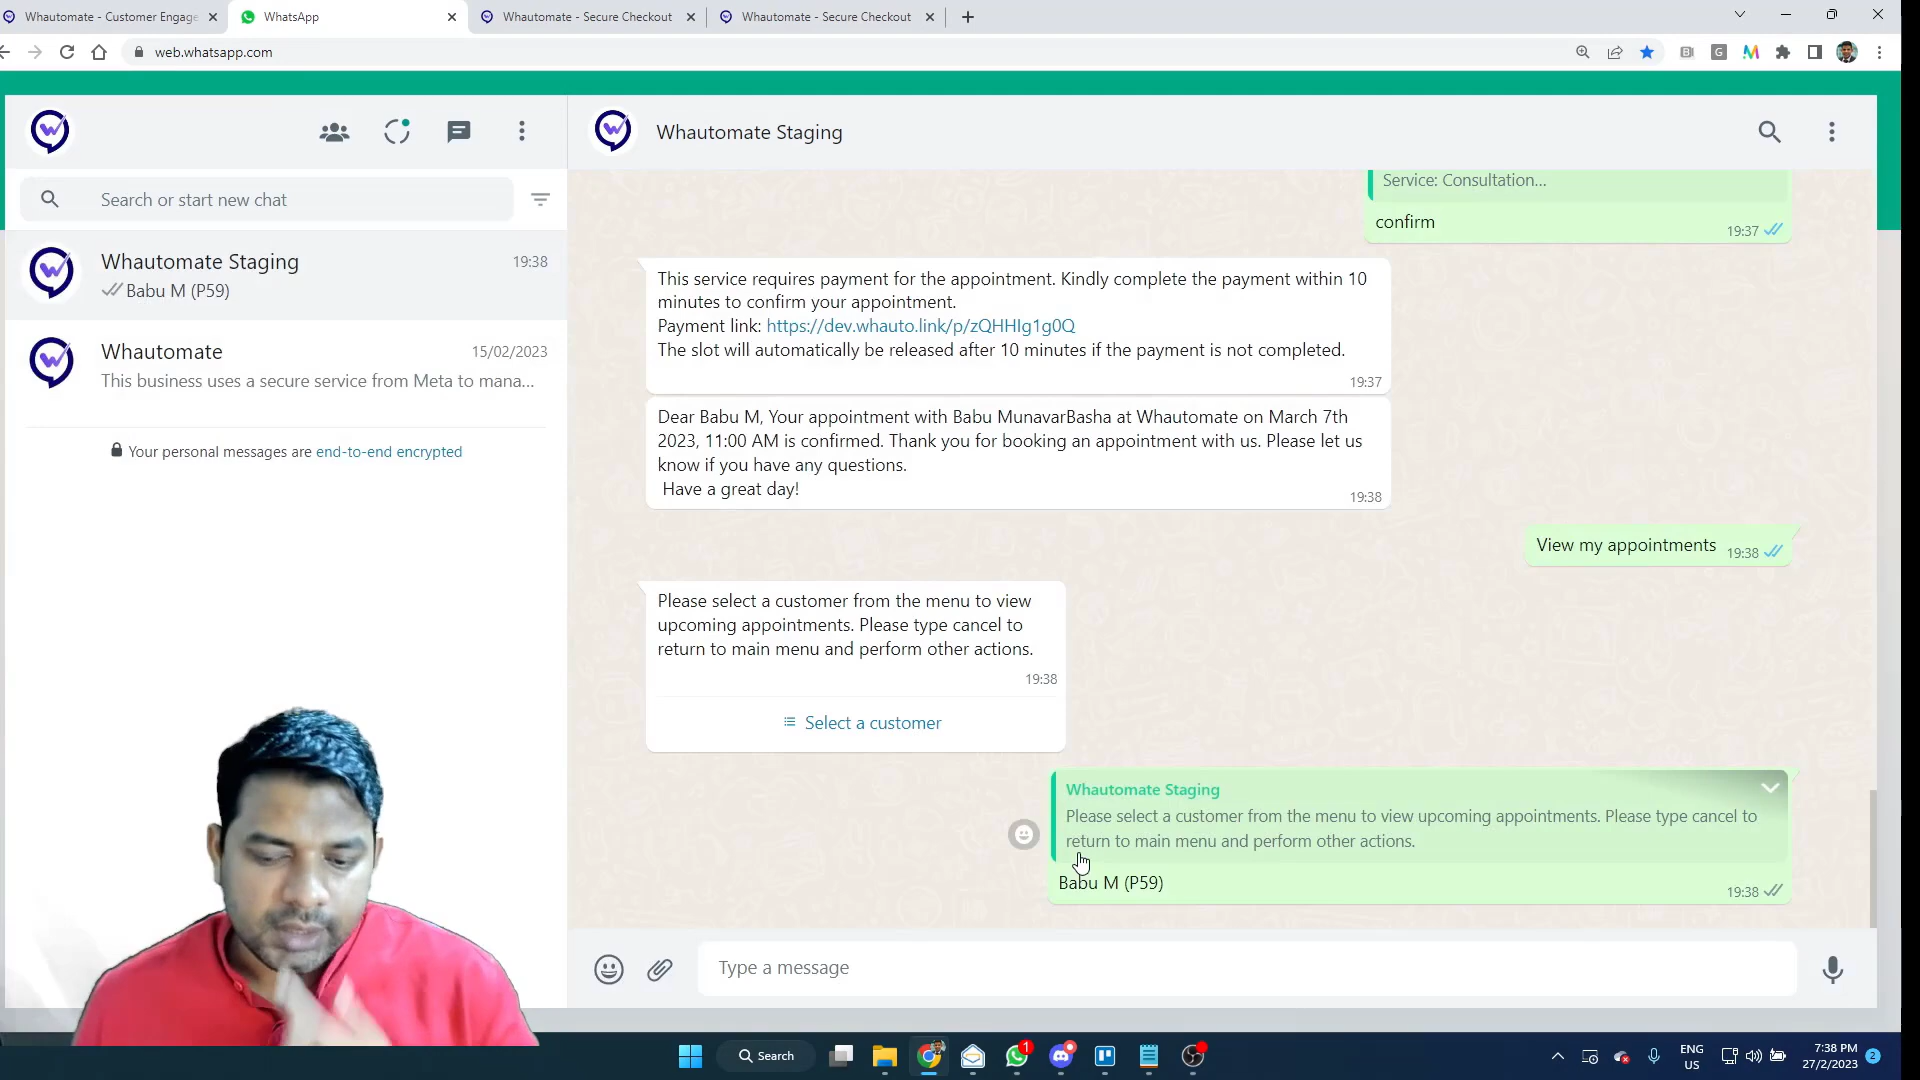 Whautomate - Customer Engage
WhatsApp
Whautomate - Secure Checkout
Whautomate - Secure Checkout
web.whatsapp.com
Whautomate Staging
Search or start new chat
Whautomate Staging
19:38
Babu M (P59)
Whautomate
15/02/2023
This business uses a secure service from Meta to mana...
Your personal messages are end-to-end encrypted
Service: Consultation...
confirm
19:37
This service requires payment for the appointment. Kindly complete the payment within 10
minutes to confirm your appointment.
Payment link: https://dev.whauto.link/p/zQHHIg1g0Q
The slot will automatically be released after 10 minutes if the payment is not completed.
19:37
Dear Babu M, Your appointment with Babu MunavarBasha at Whautomate on March 7th
2023, 11:00 AM is confirmed. Thank you for booking an appointment with us. Please let us
know if you have any questions.
Have a great day!
19:38
View my appointments
19:38
Please select a customer from the menu to view
upcoming appointments. Please type cancel to
return to main menu and perform other actions.
19:38
Select a customer
Whautomate Staging
Please select a customer from the menu to view upcoming appointments. Please type cancel to
return to main menu and perform other actions.
Babu M (P59)
19:38
Type a message
Search
1
ENG
US
7:38 PM
27/2/2023
2